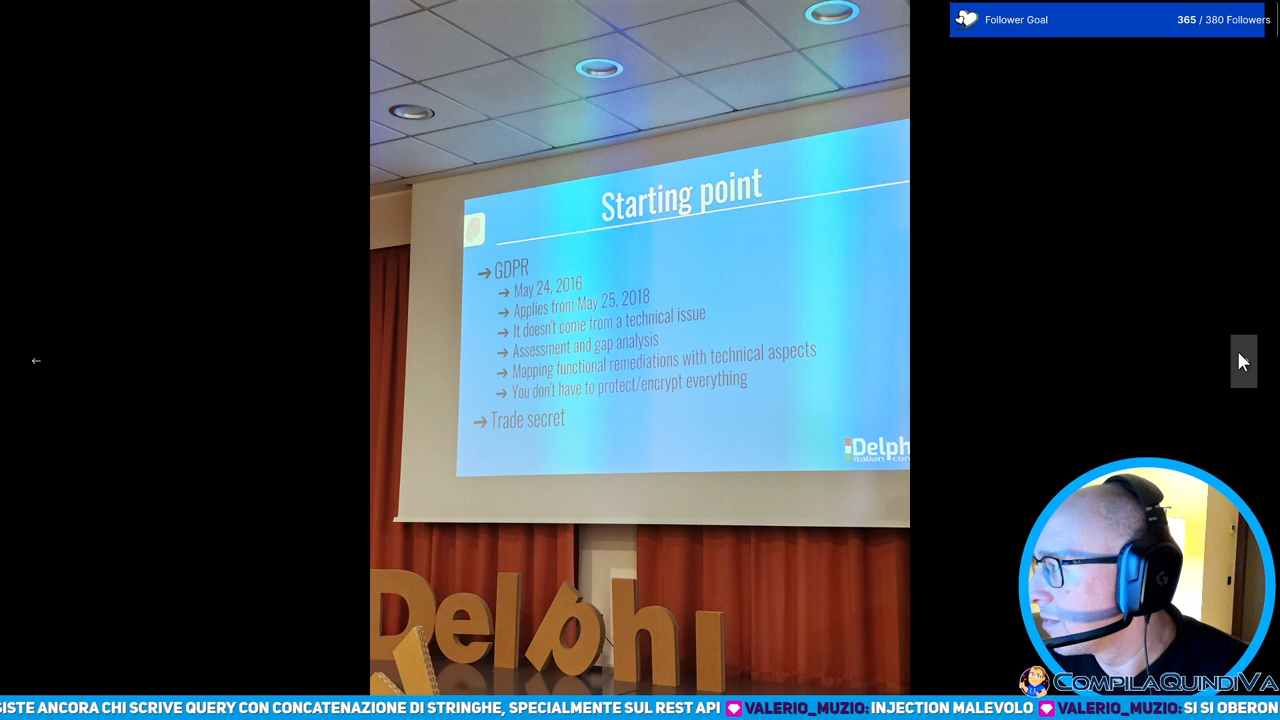 Follower Goal
365 / 380 Followers
Starting point
GDPR
May 24, 2016
Applies from May 25, 2018
It doesn't come from a technical issue
Assessment and gap analysis
Mapping functional remediations with technical aspects
You don't have to protect/encrypt everything
Trade secret
Delph
italian con
Delphi
G
COMPILAQUINDIVA
SISTE ANCORA CHI SCRIVE QUERY CON CONCATENAZIONE DI STRINGHE, SPECIALMENTE SUL REST API VALERIO_MUZIO: INJECTION MALEVOLO VALERIO_MUZIO: SI SI OBERON